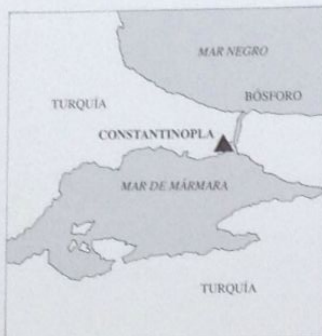 MAR NEGRO
BÓSFORO
TURQUÍA
CONSTANTINOPLA
MAR DE MÁRMARA
TURQUÍA